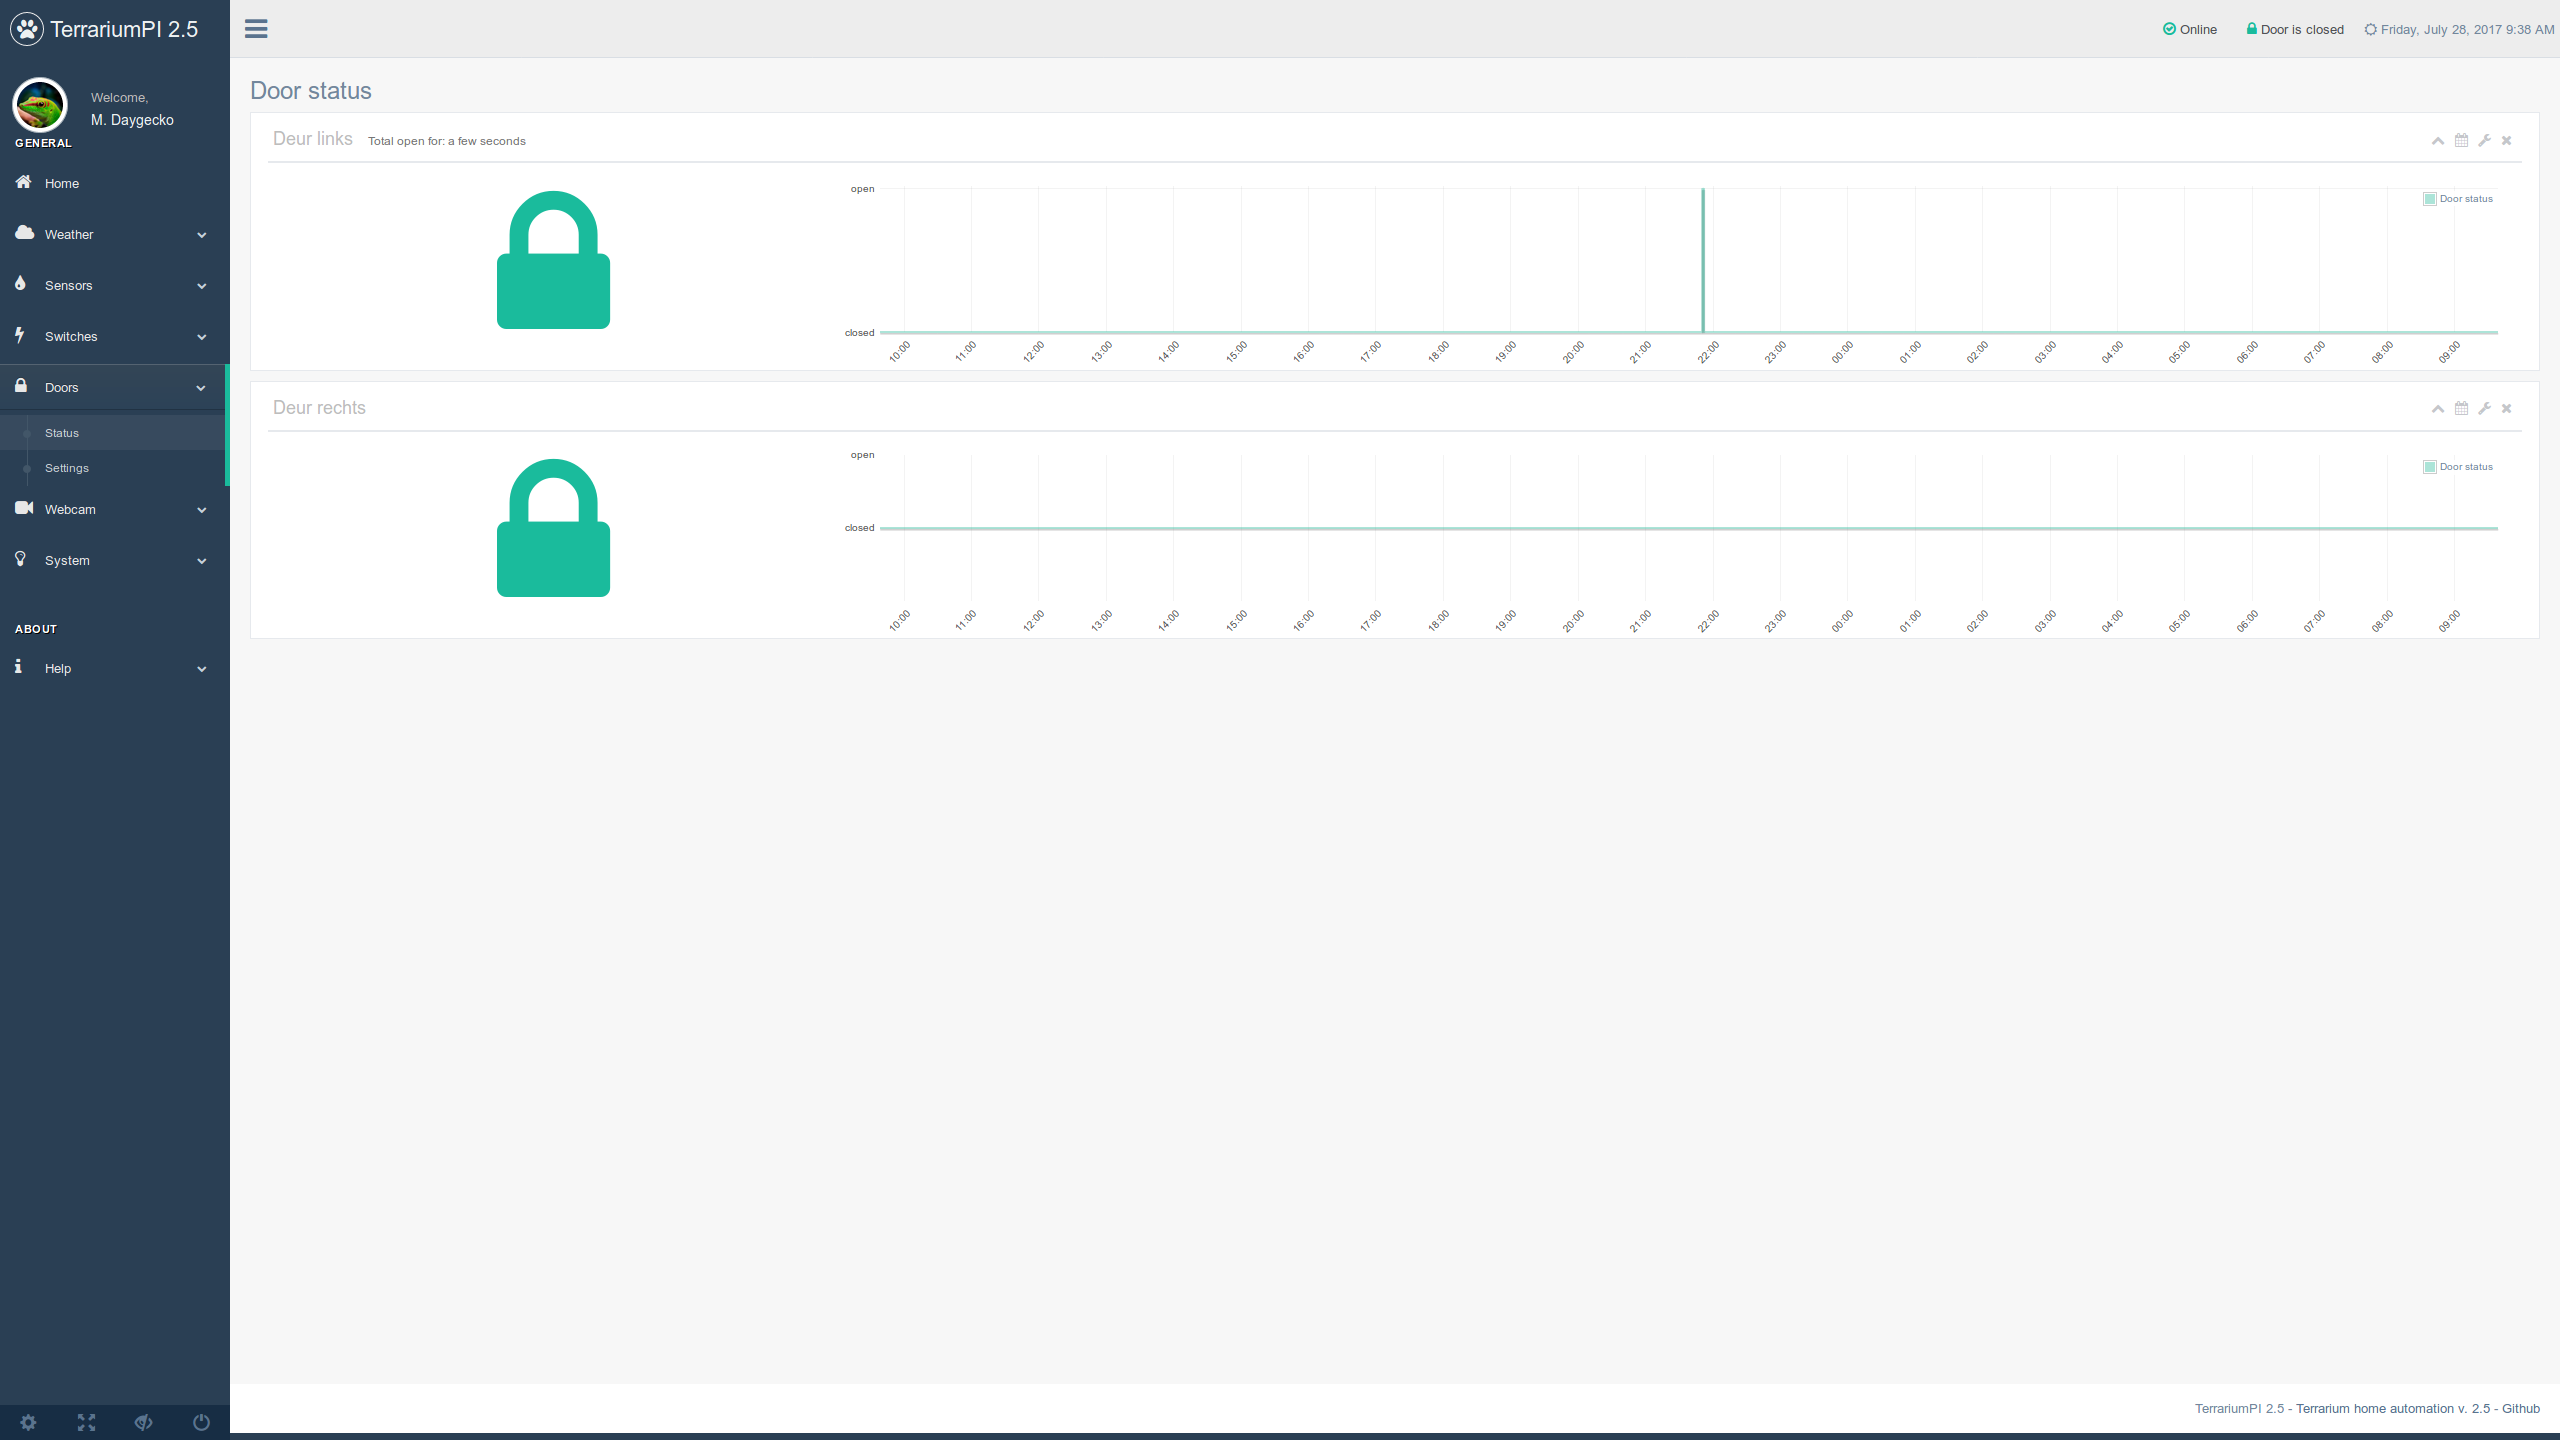 TerrariumPI 2.5
Online Door is closed Friday, July 28, 2017 9:38 AM
Welcome,
M. Daygecko
GENERAL
Home
Weather
Sensors
Switches
Doors
Status
Settings
Webcam
System
ABOUT
Help
Door status
Deur links Total open for: a few seconds
open
closed
Door status
10:00 11:00 12:00 13:00 14:00 15:00 16:00 17:00 18:00 19:00 20:00 21:00 22:00 23:00 00:00 01:00 02:00 03:00 04:00 05:00 06:00 07:00 08:00 09:00
Deur rechts
open
closed
Door status
10:00 11:00 12:00 13:00 14:00 15:00 16:00 17:00 18:00 19:00 20:00 21:00 22:00 23:00 00:00 01:00 02:00 03:00 04:00 05:00 06:00 07:00 08:00 09:00
TerrariumPI 2.5 - Terrarium home automation v. 2.5 - Github